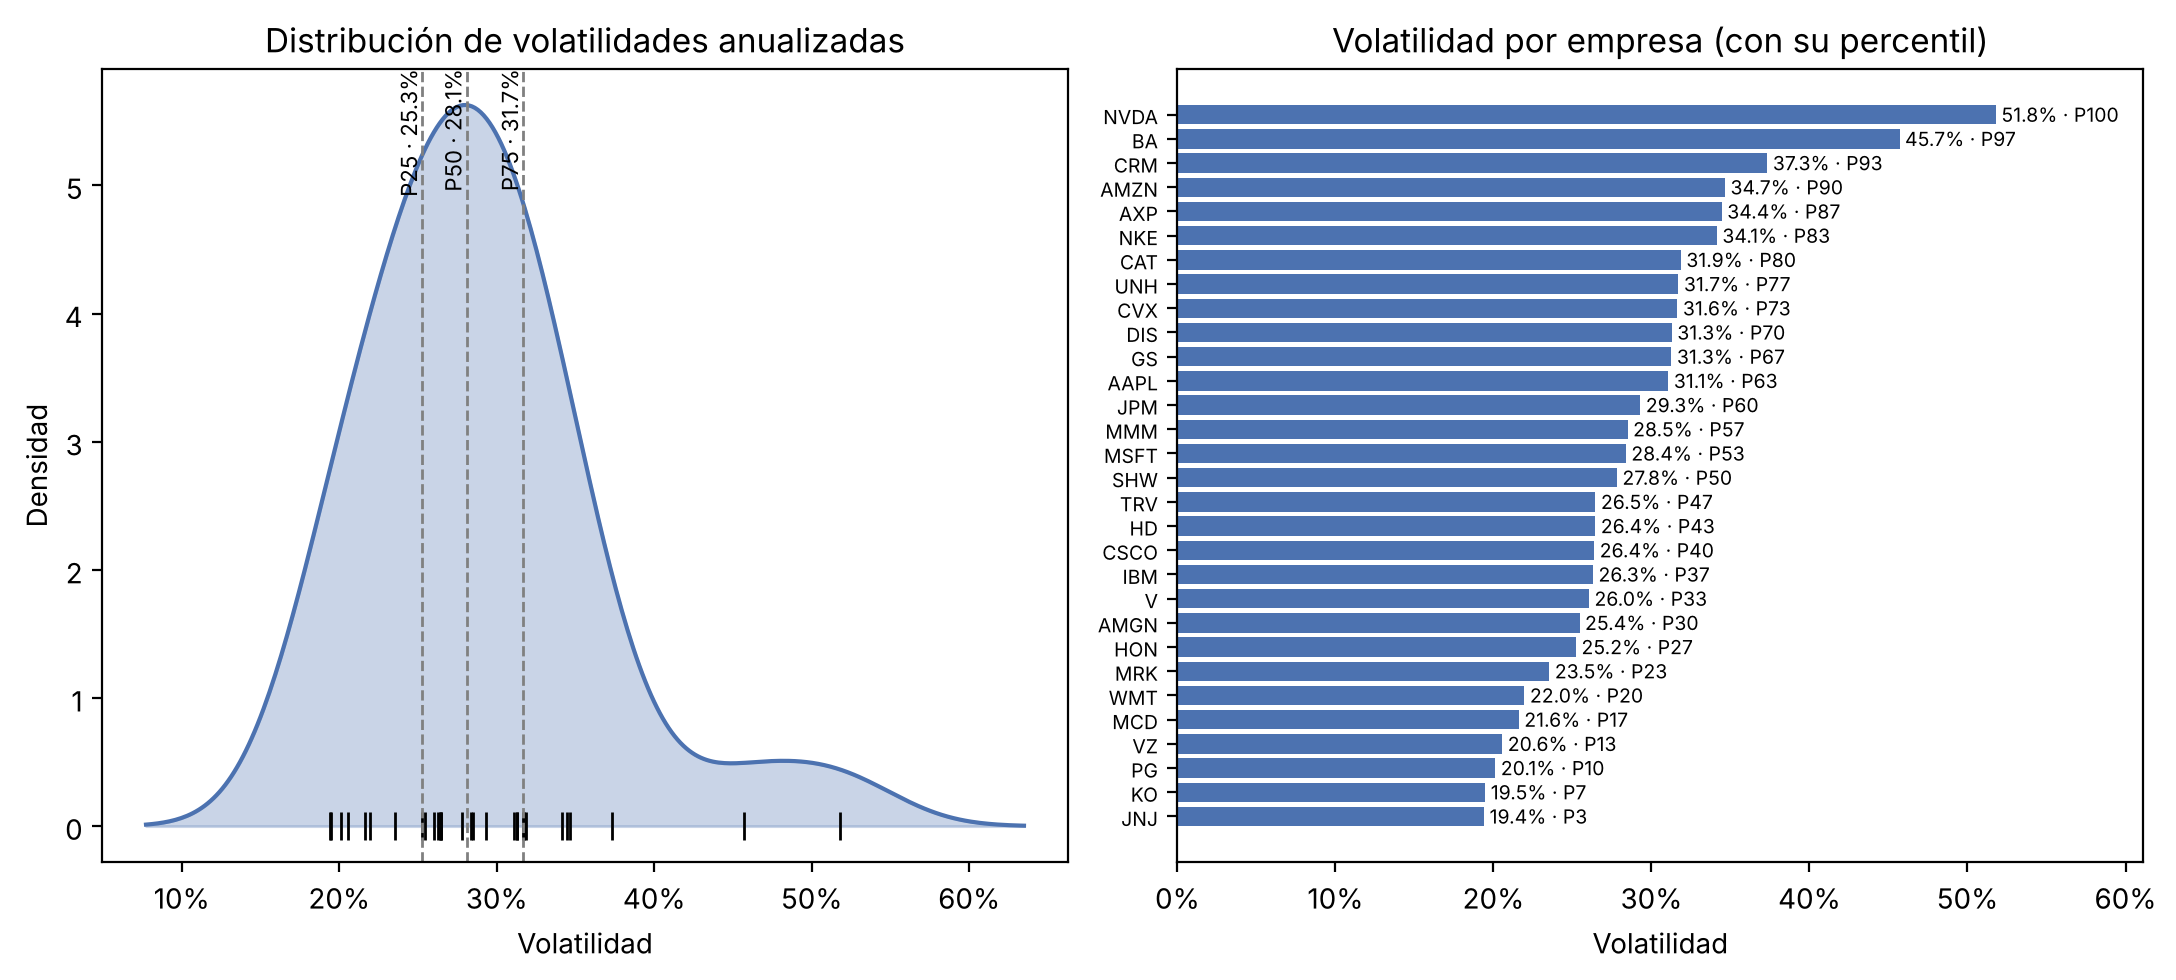 Distribución de volatilidades anualizadas
P25 · 25.3%
P50 · 28.1%
P75 · 31.7%
Densidad
5
4
3
2
1
0
10% 20% 30% 40% 50% 60%
Volatilidad
Volatilidad por empresa (con su percentil)
NVDA 51.8% · P100
BA 45.7% · P97
CRM 37.3% · P93
AMZN 34.7% · P90
AXP 34.4% · P87
NKE 34.1% · P83
CAT 31.9% · P80
UNH 31.7% · P77
CVX 31.6% · P73
DIS 31.3% · P70
GS 31.3% · P67
AAPL 31.1% · P63
JPM 29.3% · P60
MMM 28.5% · P57
MSFT 28.4% · P53
SHW 27.8% · P50
TRV 26.5% · P47
HD 26.4% · P43
CSCO 26.4% · P40
IBM 26.3% · P37
V 26.0% · P33
AMGN 25.4% · P30
HON 25.2% · P27
MRK 23.5% · P23
WMT 22.0% · P20
MCD 21.6% · P17
VZ 20.6% · P13
PG 20.1% · P10
KO 19.5% · P7
JNJ 19.4% · P3
0% 10% 20% 30% 40% 50% 60%
Volatilidad